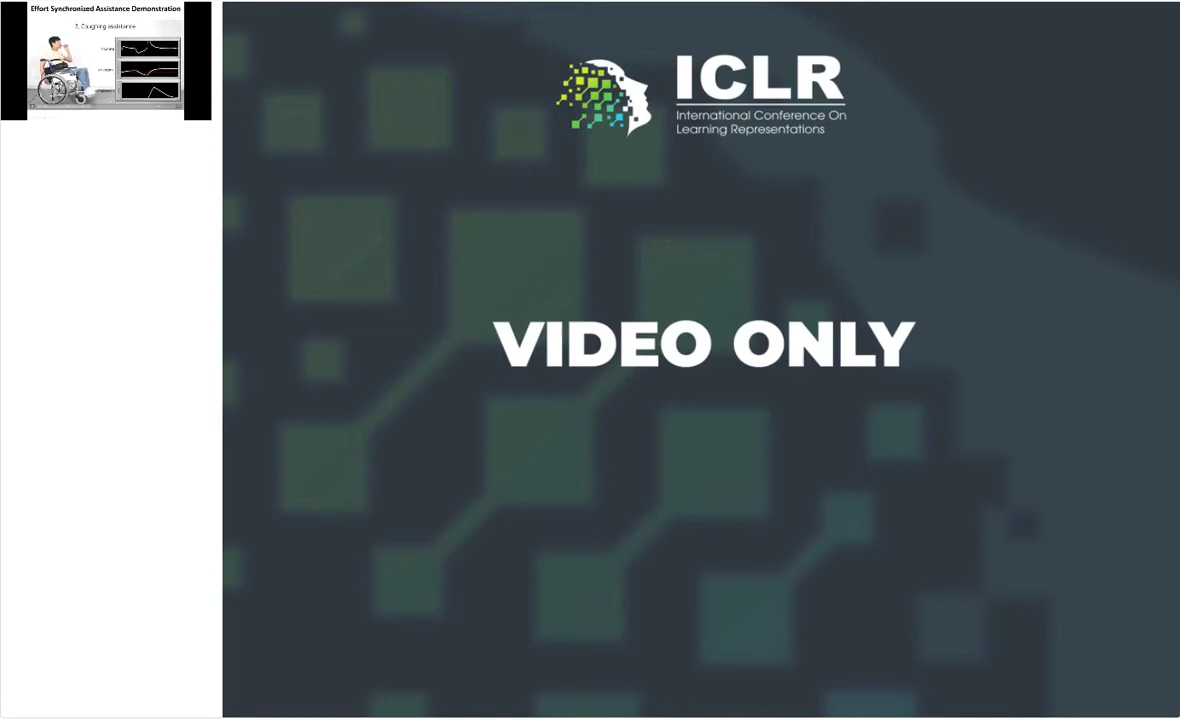 Effort Synchronized Assistance Demonstration
3. Coughing assistance
ICLR
International Conference On
Learning Representations
VIDEO ONLY